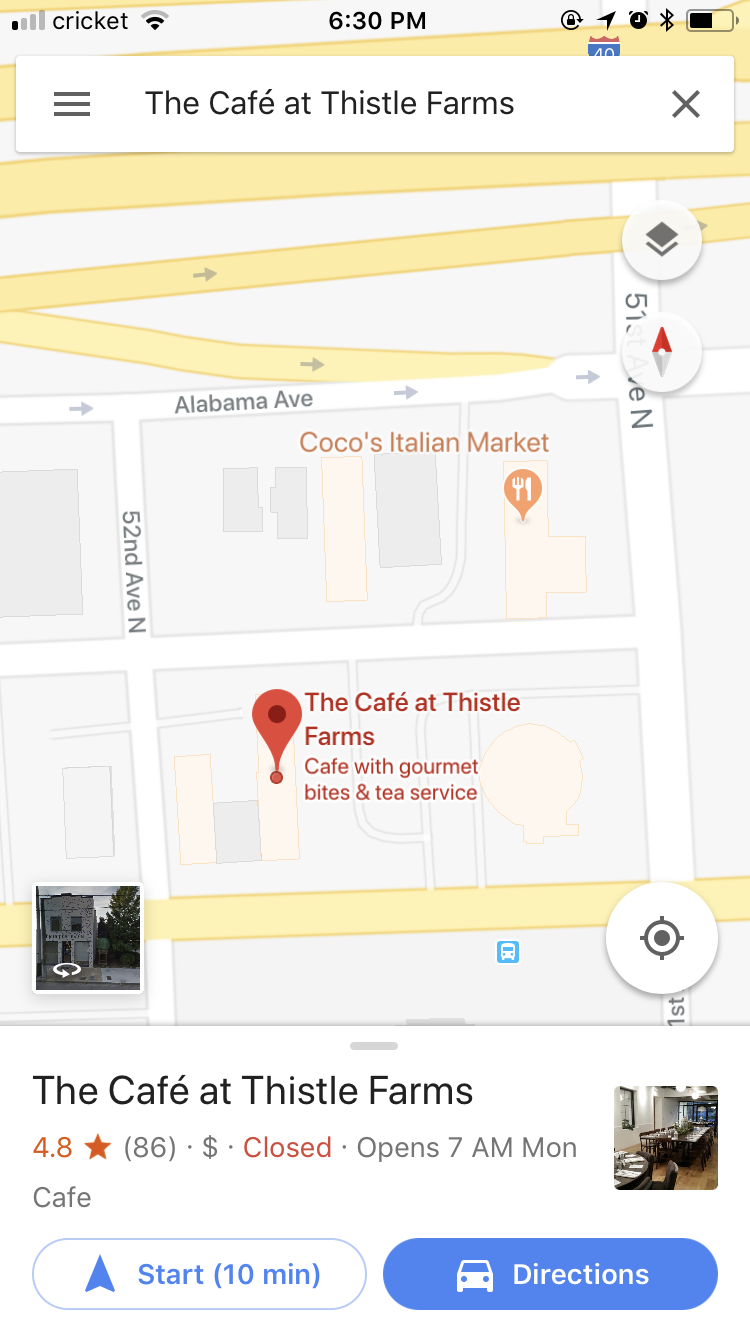 cricket 6:30 PM
40
The Café at Thistle Farms
51st Ave N
Alabama Ave
Coco's Italian Market
52nd Ave N
The Café at Thistle
Farms
Cafe with gourmet
bites & tea service
1st
The Café at Thistle Farms
4.8 ★ (86) · $ · Closed · Opens 7 AM Mon
Cafe
Start (10 min)
Directions